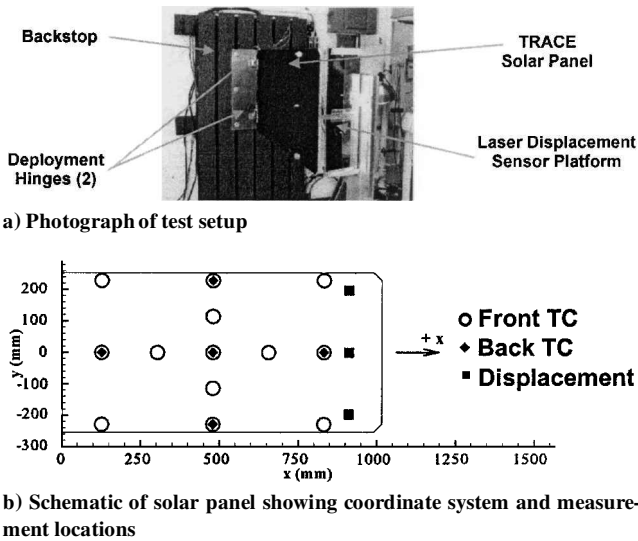 Backstop
TRACE
Solar Panel
Deployment
Hinges (2)
Laser Displacement
Sensor Platform
a) Photograph of test setup
200
100
0
-100
-200
-300
y (mm)
+ x
Front TC
Back TC
Displacement
0 250 500 750 1000 1250 1500
x (mm)
b) Schematic of solar panel showing coordinate system and measure-
ment locations